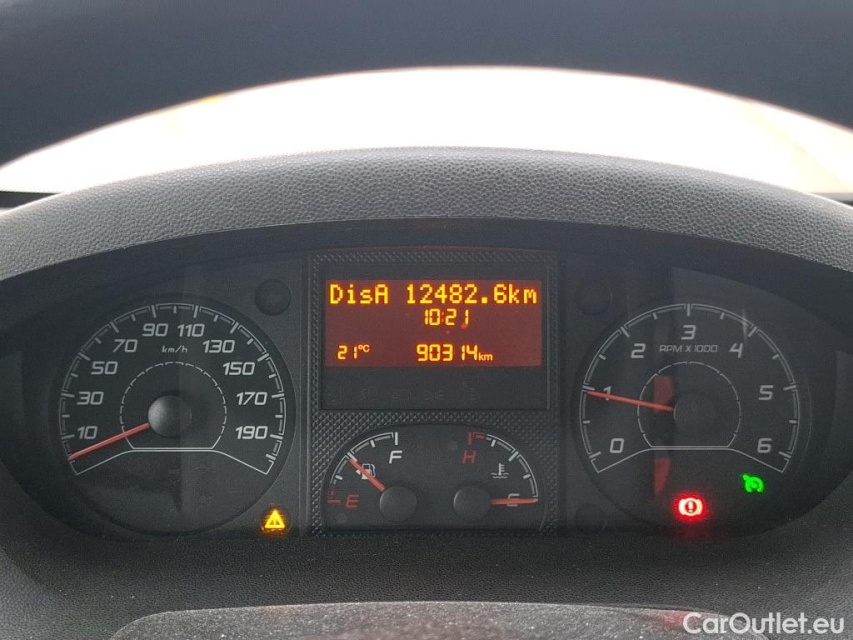 DisA 12482.6km
10:21
21°C 90314km
10 30 50 70 90 110 130 150 170 190
km/h
0 1 2 3 4 5 6
RPM X 1000
E F
H C
CarOutlet.eu